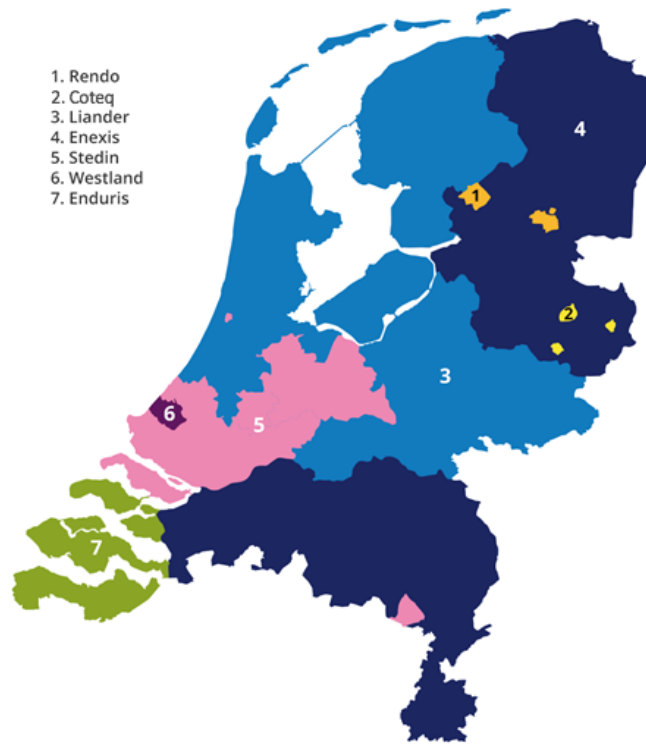 1. Rendo
2. Coteq
3. Liander
4. Enexis
5. Stedin
6. Westland
7. Enduris
4
1
2
3
6
5
7